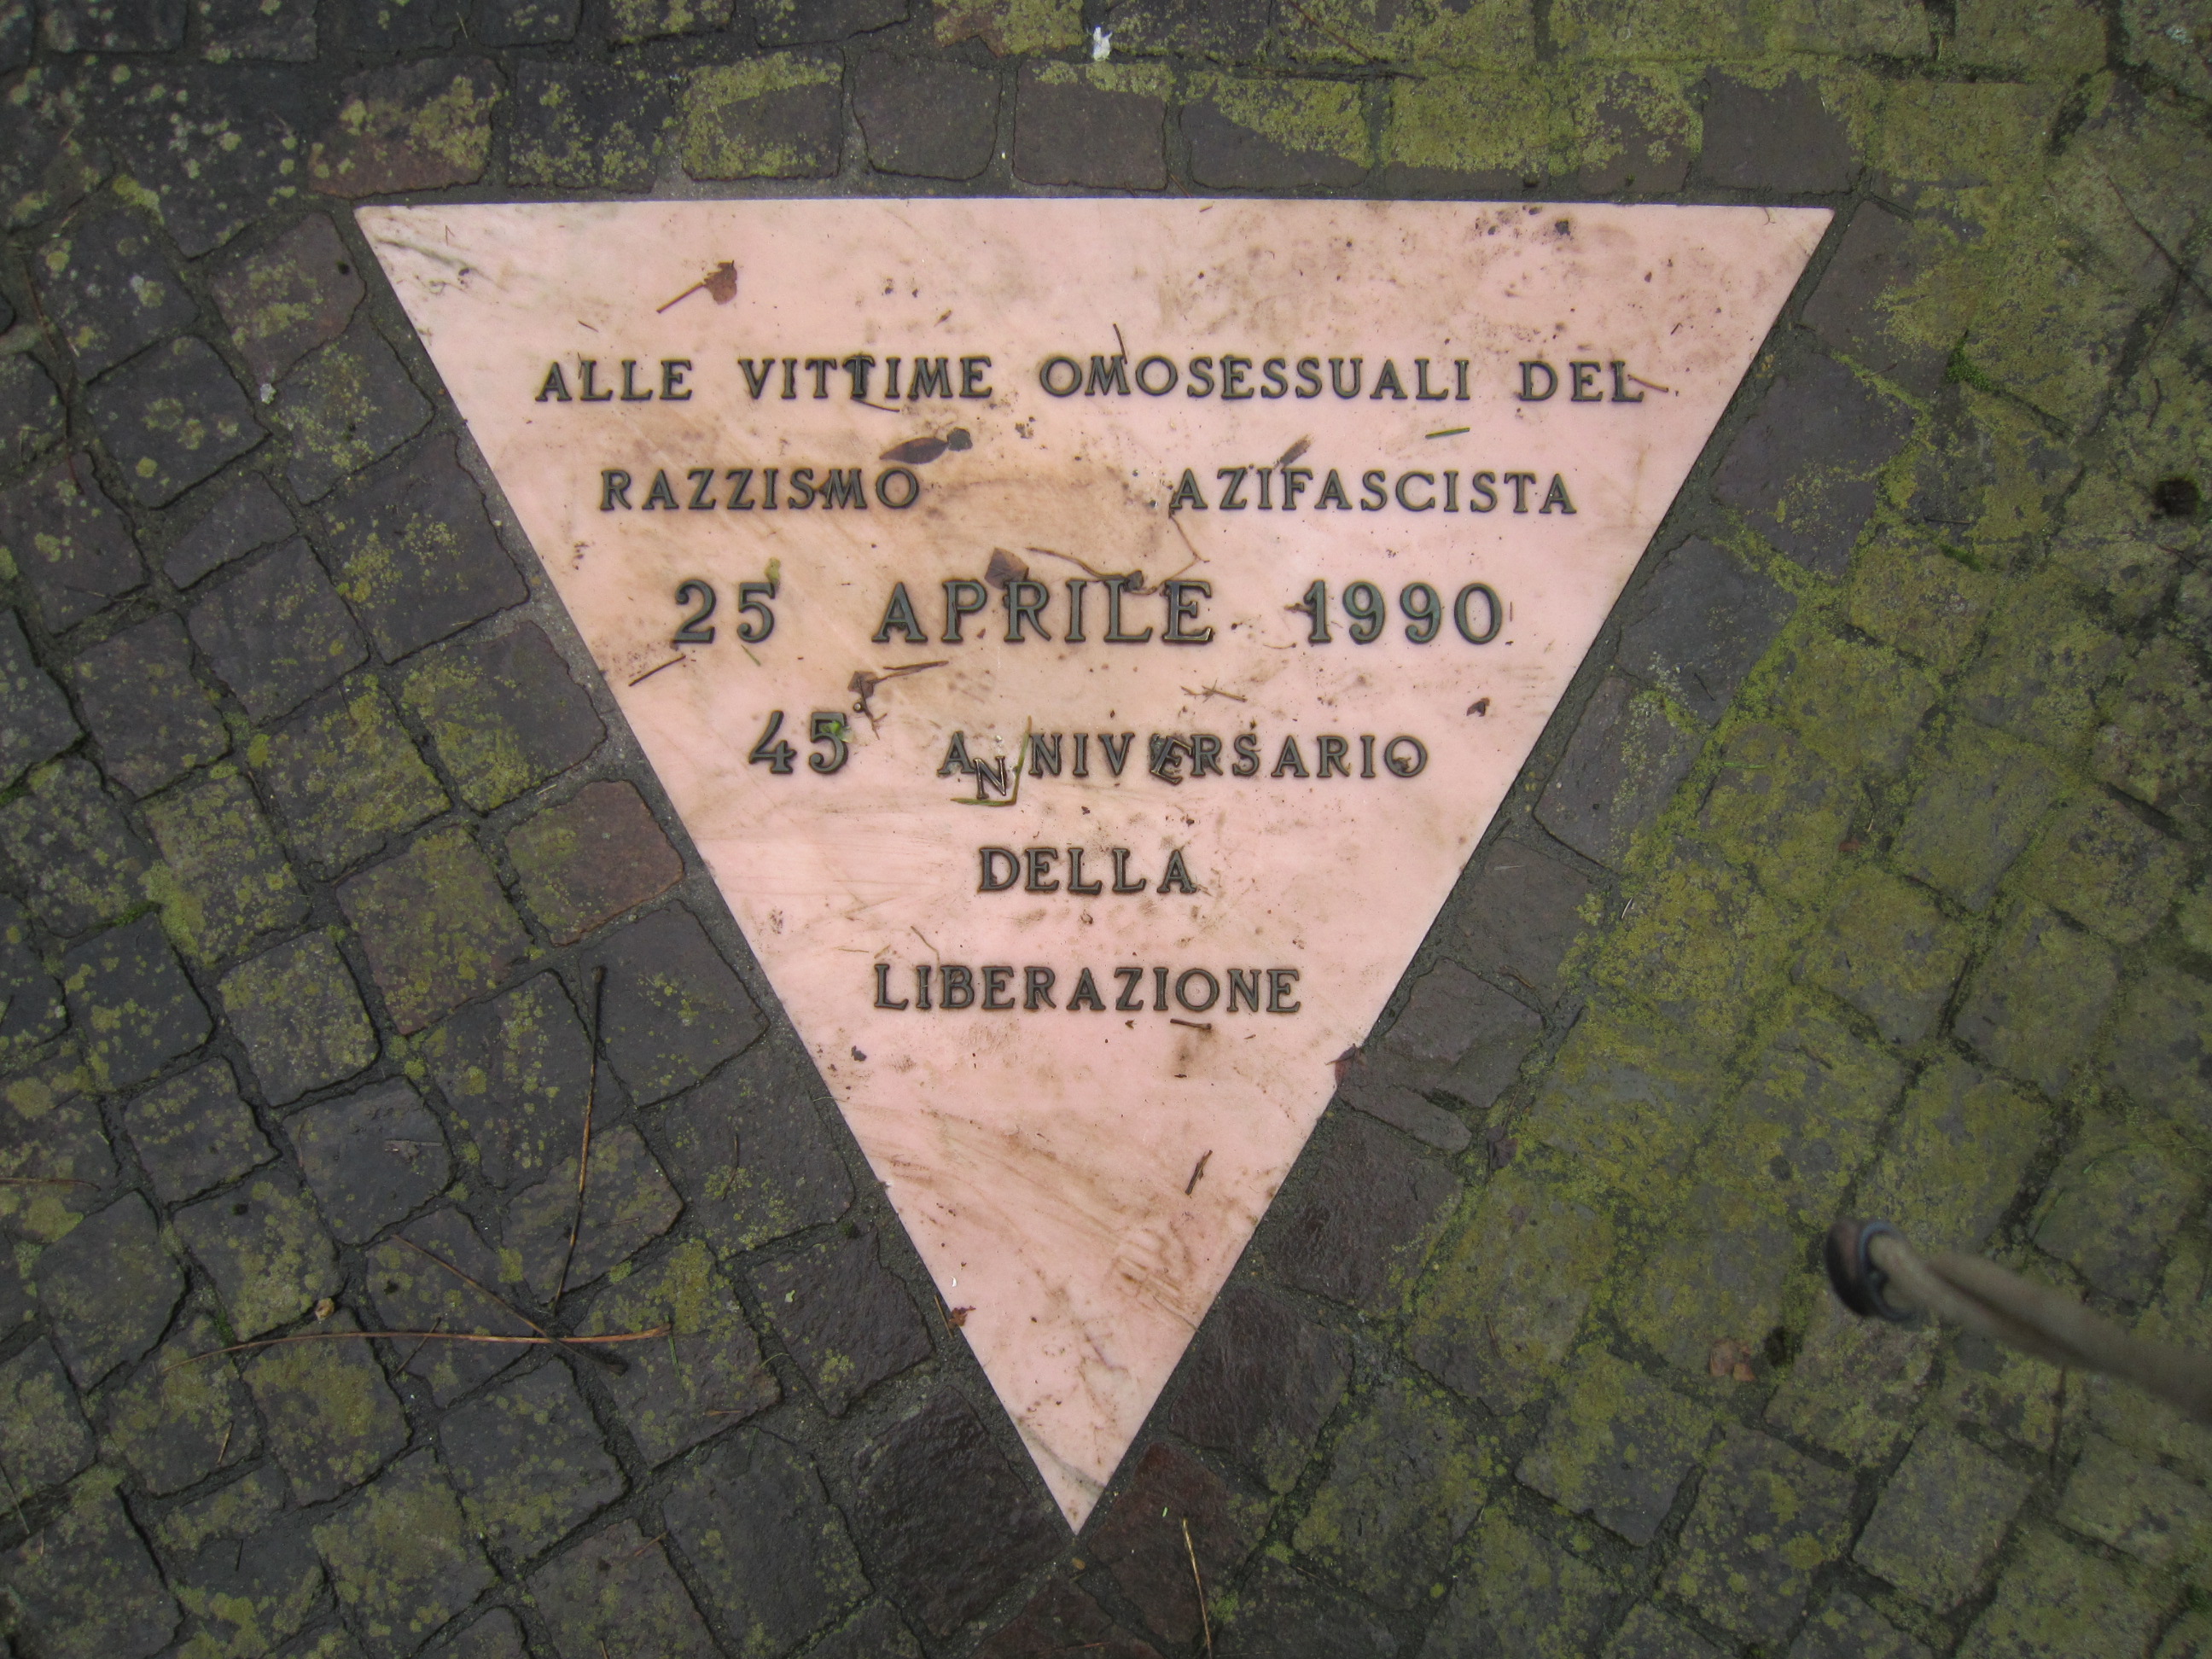 ALLE VITTIME OMOSESSUALI DEL
RAZZISMO AZIFASCISTA
25 APRILE 1990
45 ANNIVERSARIO
DELLA
LIBERAZIONE